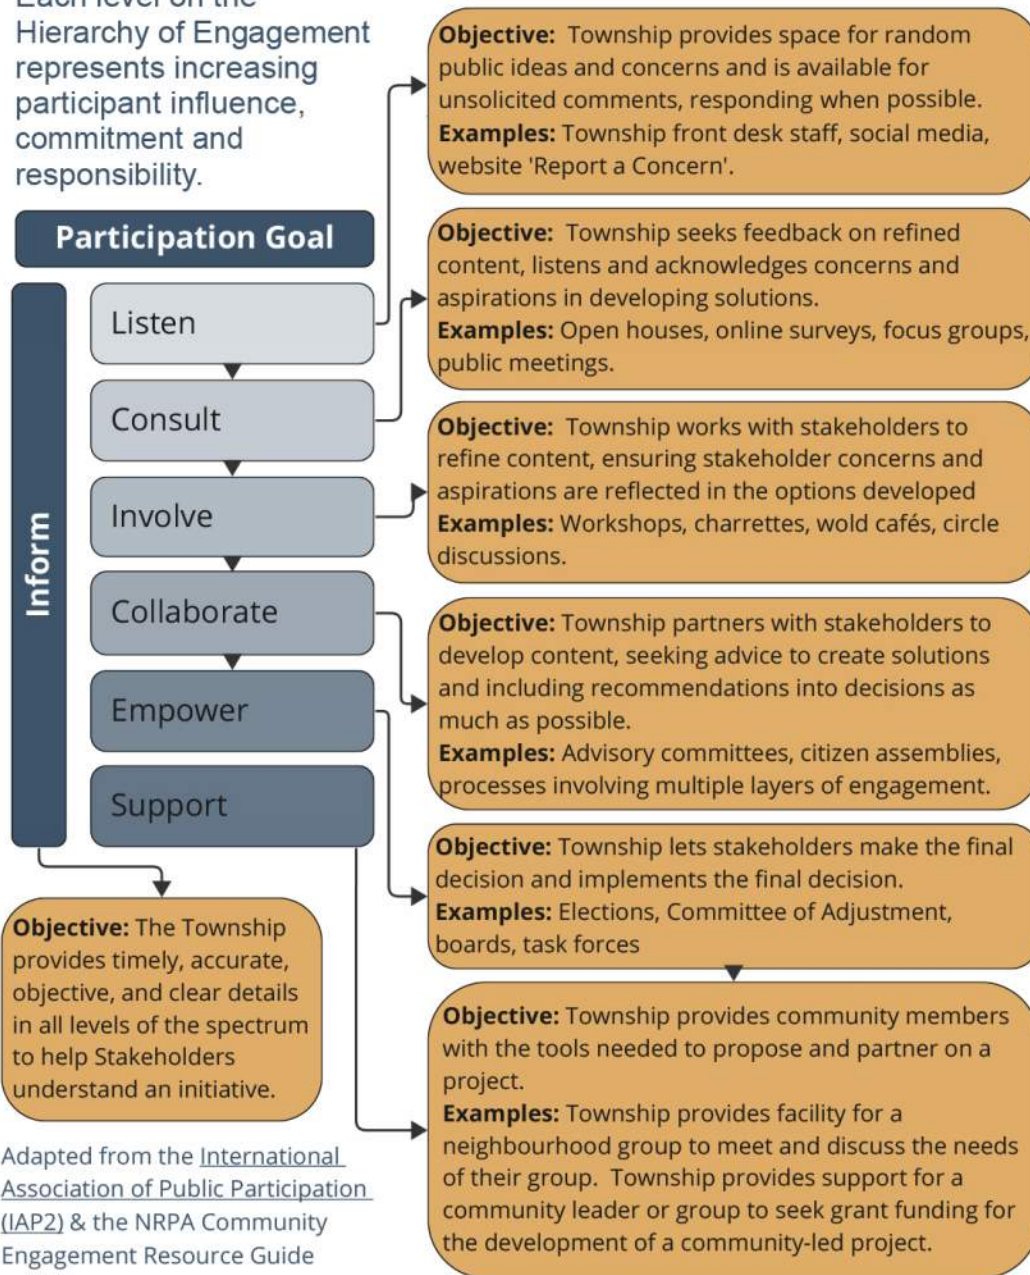 Each level on the
Hierarchy of Engagement
represents increasing
participant influence,
commitment and
responsibility.
Participation Goal
Inform
Listen
Consult
Involve
Collaborate
Empower
Support
Objective: Township provides space for random
public ideas and concerns and is available for
unsolicited comments, responding when possible.
Examples: Township front desk staff, social media,
website 'Report a Concern'.
Objective: Township seeks feedback on refined
content, listens and acknowledges concerns and
aspirations in developing solutions.
Examples: Open houses, online surveys, focus groups,
public meetings.
Objective: Township works with stakeholders to
refine content, ensuring stakeholder concerns and
aspirations are reflected in the options developed
Examples: Workshops, charrettes, wold cafés, circle
discussions.
Objective: Township partners with stakeholders to
develop content, seeking advice to create solutions
and including recommendations into decisions as
much as possible.
Examples: Advisory committees, citizen assemblies,
processes involving multiple layers of engagement.
Objective: Township lets stakeholders make the final
decision and implements the final decision.
Examples: Elections, Committee of Adjustment,
boards, task forces
Objective: Township provides community members
with the tools needed to propose and partner on a
project.
Examples: Township provides facility for a
neighbourhood group to meet and discuss the needs
of their group. Township provides support for a
community leader or group to seek grant funding for
the development of a community-led project.
Objective: The Township
provides timely, accurate,
objective, and clear details
in all levels of the spectrum
to help Stakeholders
understand an initiative.
Adapted from the International
Association of Public Participation
(IAP2) & the NRPA Community
Engagement Resource Guide